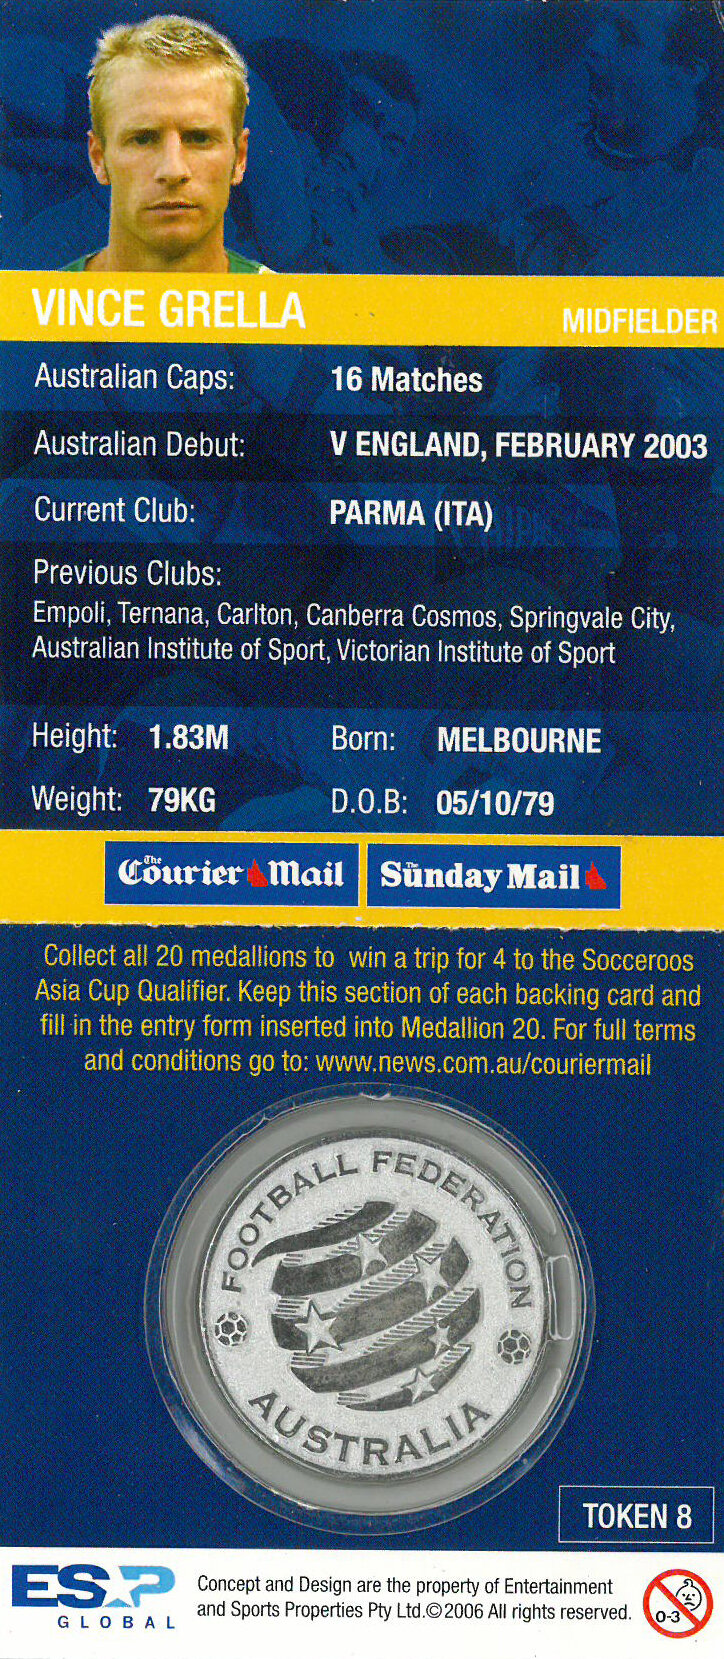 VINCE GRELLA
MIDFIELDER
Australian Caps: 16 Matches
Australian Debut: V ENGLAND, FEBRUARY 2003
Current Club: PARMA (ITA)
Previous Clubs:
Empoli, Ternana, Carlton, Canberra Cosmos, Springvale City,
Australian Institute of Sport, Victorian Institute of Sport
Height: 1.83M Born: MELBOURNE
Weight: 79KG D.O.B: 05/10/79
The Courier Mail
The Sunday Mail
Collect all 20 medallions to win a trip for 4 to the Socceroos
Asia Cup Qualifier. Keep this section of each backing card and
fill in the entry form inserted into Medallion 20. For full terms
and conditions go to: www.news.com.au/couriermail
FOOTBALL FEDERATION
AUSTRALIA
TOKEN 8
ESP
GLOBAL
Concept and Design are the property of Entertainment
and Sports Properties Pty Ltd.©2006 All rights reserved.
0-3